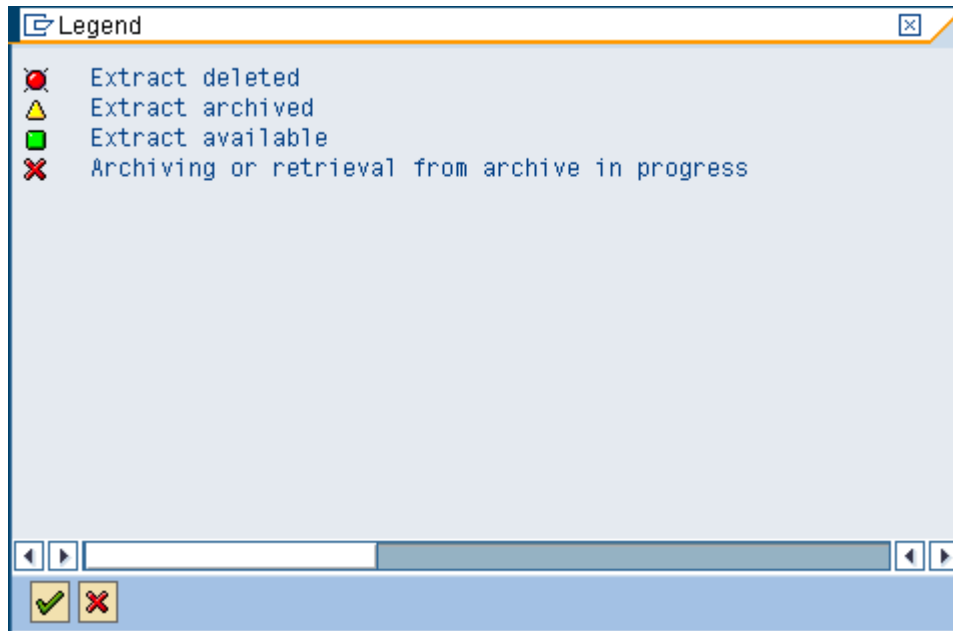 Legend
Extract deleted
Extract archived
Extract available
Archiving or retrieval from archive in progress